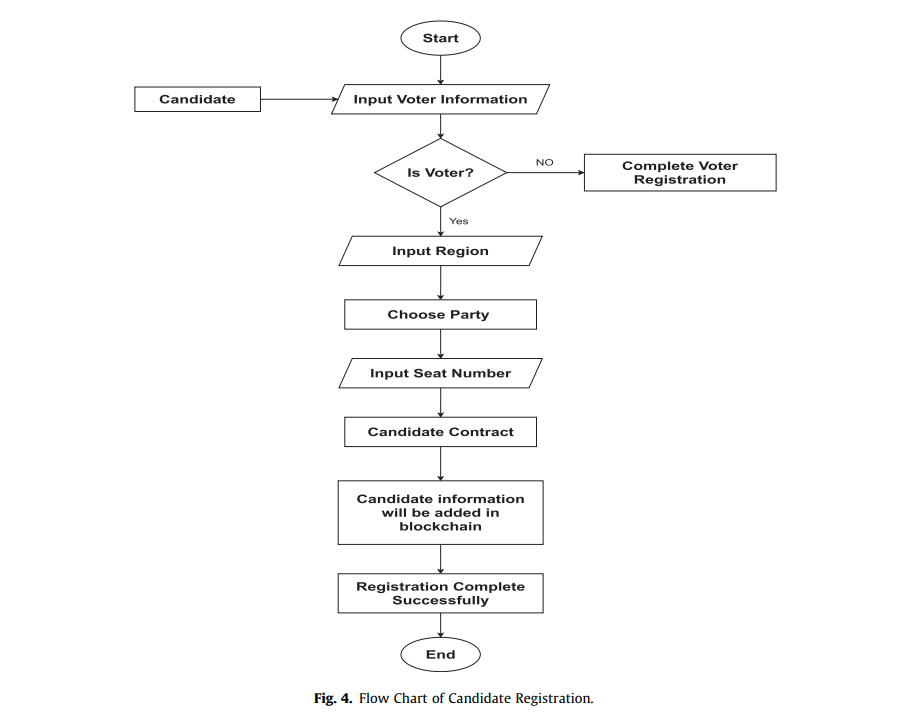 Start
Candidate
Input Voter Information
Is Voter?
NO
Complete Voter
Registration
Yes
Input Region
Choose Party
Input Seat Number
Candidate Contract
Candidate information
will be added in
blockchain
Registration Complete
Successfully
End
Fig. 4. Flow Chart of Candidate Registration.